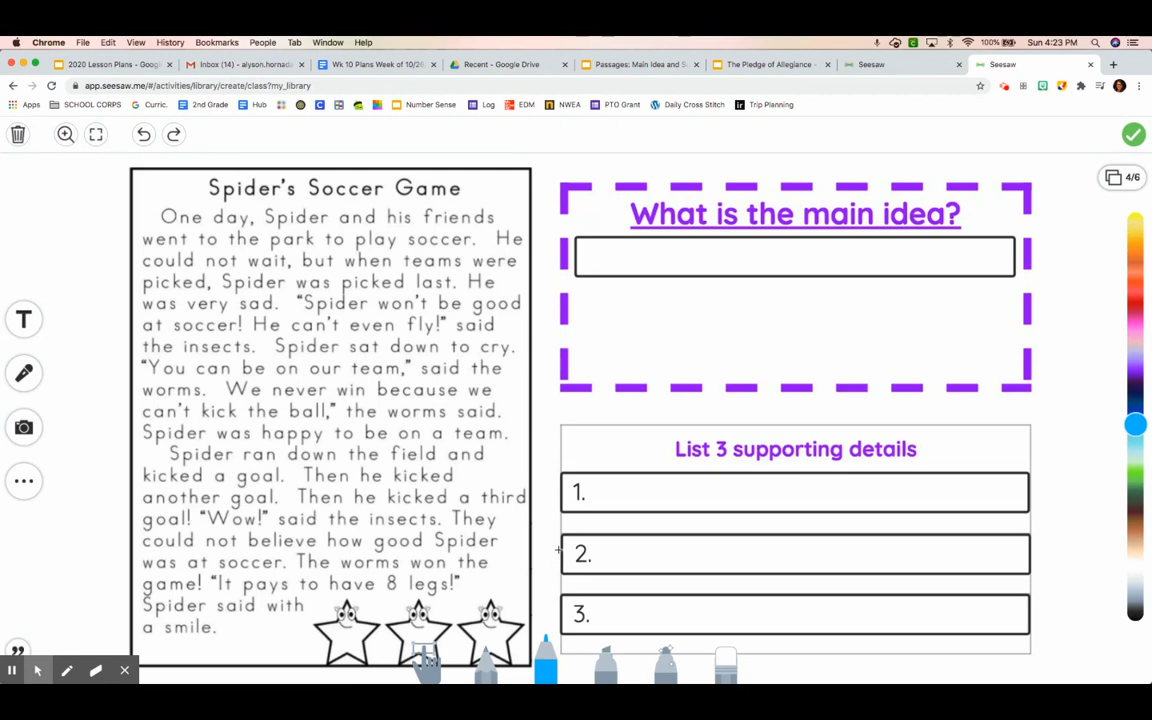 Chrome File Edit View History Bookmarks People Tab Window Help 100% Sun 4:23 PM
2020 Lesson Plans - Googl Inbox (14) - alyson.hornad Wk 10 Plans Week of 10/26 Recent - Google Drive Passages: Main Idea and Su The Pledge of Allegiance - Seesaw Seesaw
app.seesaw.me/#/activities/library/create/class?my_library
Apps SCHOOL CORPS Curric. 2nd Grade Number Sense Log EDM NWEA PTO Grant Daily Cross Stitch Trip Planning
4/6
Spider's Soccer Game
One day, Spider and his friends
went to the park to play soccer. He
could not wait, but when teams were
picked, Spider was picked last. He
was very sad. "Spider won't be good
at soccer! He can't even fly!" said
the insects. Spider sat down to cry.
"You can be on our team," said the
worms. We never win because we
can't kick the ball," the worms said.
Spider was happy to be on a team.
Spider ran down the field and
kicked a goal. Then he kicked
another goal. Then he kicked a third
goal! "Wow!" said the insects. They
could not believe how good Spider
was at soccer. The worms won the
game! "It pays to have 8 legs!"
Spider said with
a smile.
What is the main idea?
List 3 supporting details
1.
2.
3.
T